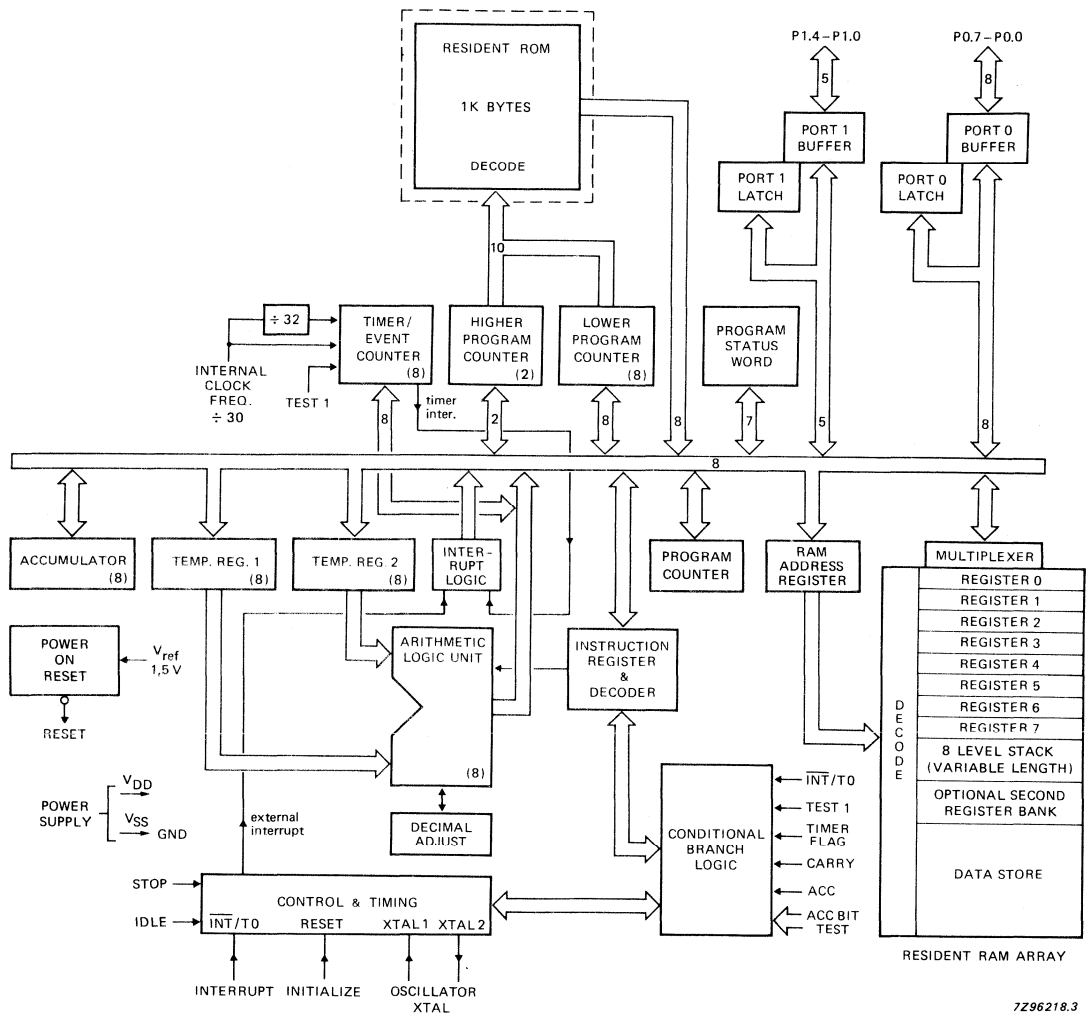 RESIDENT ROM
1K BYTES
DECODE
P1.4–P1.0
P0.7–P0.0
5
8
PORT 1
BUFFER
PORT 0
BUFFER
PORT 1
LATCH
PORT 0
LATCH
10
÷ 32
TIMER/
EVENT
COUNTER
(8)
HIGHER
PROGRAM
COUNTER
(2)
LOWER
PROGRAM
COUNTER
(8)
PROGRAM
STATUS
WORD
INTERNAL
CLOCK
FREQ.
÷ 30
TEST 1
timer
inter.
8
2
8
8
7
5
8
8
ACCUMULATOR
(8)
TEMP. REG. 1
(8)
TEMP. REG. 2
(8)
INTER-
RUPT
LOGIC
PROGRAM
COUNTER
RAM
ADDRESS
REGISTER
MULTIPLEXER
DECODE
REGISTER 0
REGISTER 1
REGISTER 2
REGISTER 3
REGISTER 4
REGISTER 5
REGISTER 6
REGISTER 7
8 LEVEL STACK
(VARIABLE LENGTH)
OPTIONAL SECOND
REGISTER BANK
DATA STORE
RESIDENT RAM ARRAY
POWER
ON
RESET
Vref
1,5 V
RESET
ARITHMETIC
LOGIC UNIT
(8)
INSTRUCTION
REGISTER
&
DECODER
POWER
SUPPLY
VDD
VSS
GND
external
interrupt
DECIMAL
ADJUST
CONDITIONAL
BRANCH
LOGIC
I̅N̅T̅/T0
TEST 1
TIMER
FLAG
CARRY
ACC
ACC BIT
TEST
STOP
IDLE
CONTROL & TIMING
I̅N̅T̅/T0 RESET XTAL1 XTAL2
INTERRUPT INITIALIZE OSCILLATOR
XTAL
7Z96218.3